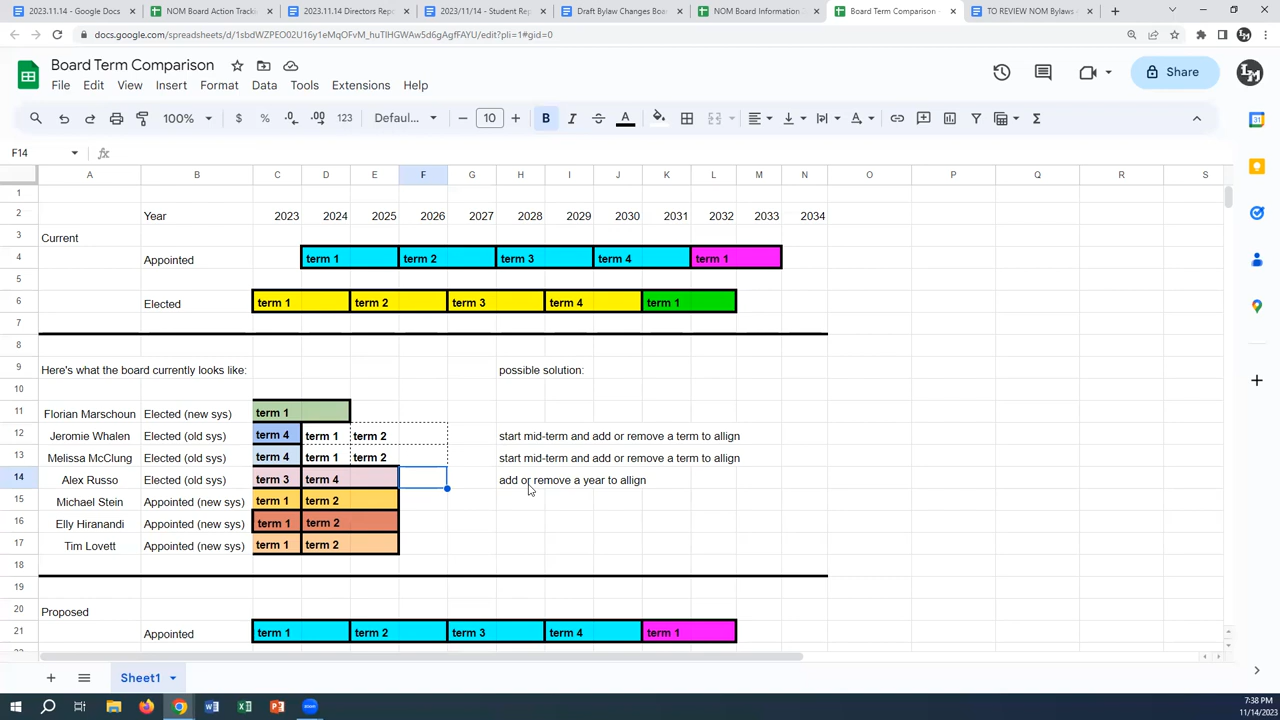 2023.11.14 - Google Docs
NOM Board Action Trackin
2023.11.14 Directors Repo
2023/11/14 - Student Rep
Draft Bylaw Changes Boar
NOM Board Information 2
Board Term Comparison -
TO REVIEW NOM Bylaws -
docs.google.com/spreadsheets/d/1sbdWZPEO02U16y1eMqOFvM_huTIHGWAw5d6gAgfFAYU/edit?pli=1#gid=0
Board Term Comparison
File Edit View Insert Format Data Tools Extensions Help
Share
100% $ % .0 .00 123 Defaul... 10 B I S A
F14 fx
A B C D E F G H I J K L M N O P Q R S
1
2 Year 2023 2024 2025 2026 2027 2028 2029 2030 2031 2032 2033 2034
3 Current
4 Appointed term 1 term 2 term 3 term 4 term 1
5
6 Elected term 1 term 2 term 3 term 4 term 1
7
8
9 Here's what the board currently looks like: possible solution:
10
11 Florian Marschoun Elected (new sys) term 1
12 Jeromie Whalen Elected (old sys) term 4 term 1 term 2 start mid-term and add or remove a term to allign
13 Melissa McClung Elected (old sys) term 4 term 1 term 2 start mid-term and add or remove a term to allign
14 Alex Russo Elected (old sys) term 3 term 4 add or remove a year to allign
15 Michael Stein Appointed (new sys) term 1 term 2
16 Elly Hiranandi Appointed (new sys) term 1 term 2
17 Tim Lovett Appointed (new sys) term 1 term 2
18
19
20 Proposed
21 Appointed term 1 term 2 term 3 term 4 term 1
Sheet1
7:38 PM
11/14/2023